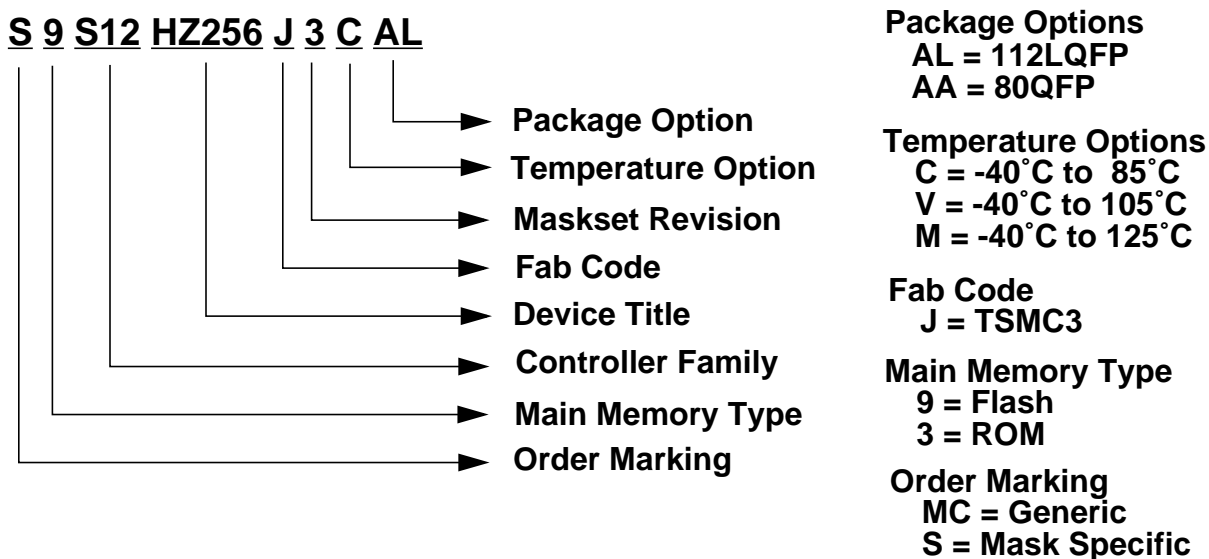 S 9 S12 HZ256 J 3 C AL
Package Option
Temperature Option
Maskset Revision
Fab Code
Device Title
Controller Family
Main Memory Type
Order Marking
Package Options
AL = 112LQFP
AA = 80QFP
Temperature Options
C = -40˚C to 85˚C
V = -40˚C to 105˚C
M = -40˚C to 125˚C
Fab Code
J = TSMC3
Main Memory Type
9 = Flash
3 = ROM
Order Marking
MC = Generic
S = Mask Specific